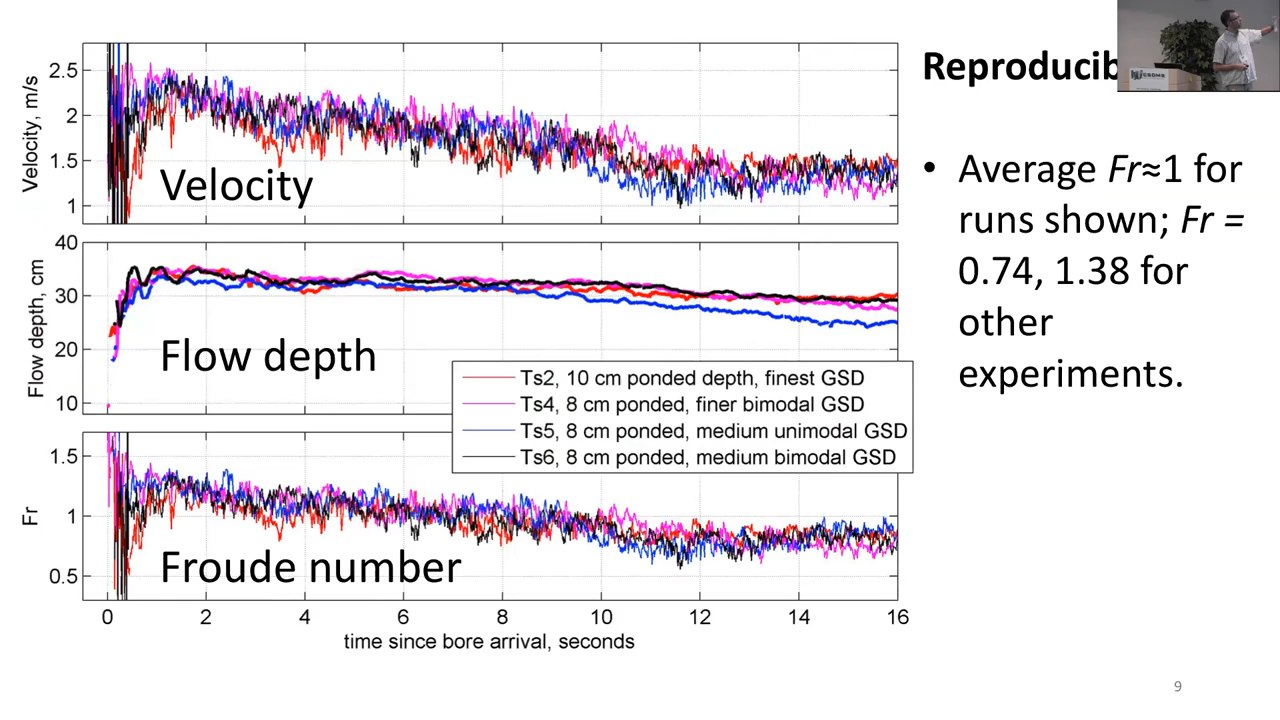 Reproducib
2.5
2
1.5
1
Velocity, m/s
Velocity
40
30
20
10
Flow depth, cm
Flow depth
Ts2, 10 cm ponded depth, finest GSD
Ts4, 8 cm ponded, finer bimodal GSD
Ts5, 8 cm ponded, medium unimodal GSD
Ts6, 8 cm ponded, medium bimodal GSD
1.5
1
0.5
Fr
Froude number
0 2 4 6 8 10 12 14 16
time since bore arrival, seconds
• Average Fr≈1 for
runs shown; Fr =
0.74, 1.38 for
other
experiments.
CSDMS
9